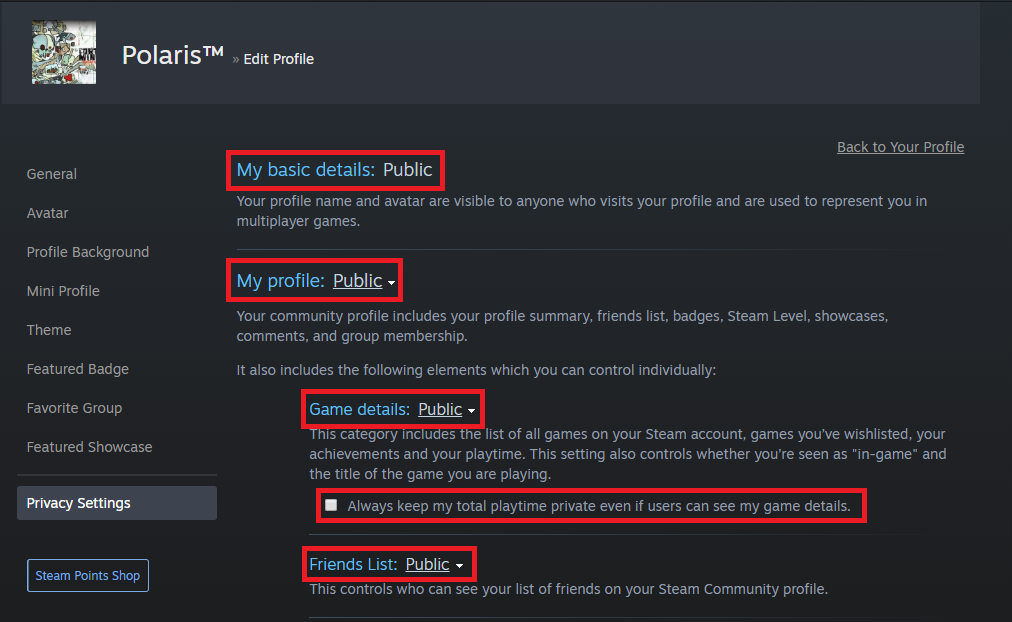 Polaris™ » Edit Profile
Back to Your Profile
General
Avatar
Profile Background
Mini Profile
Theme
Featured Badge
Favorite Group
Featured Showcase
Privacy Settings
Steam Points Shop
My basic details: Public
Your profile name and avatar are visible to anyone who visits your profile and are used to represent you in
multiplayer games.
My profile: Public
Your community profile includes your profile summary, friends list, badges, Steam Level, showcases,
comments, and group membership.
It also includes the following elements which you can control individually:
Game details: Public
This category includes the list of all games on your Steam account, games you've wishlisted, your
achievements and your playtime. This setting also controls whether you're seen as "in-game" and
the title of the game you are playing.
Always keep my total playtime private even if users can see my game details.
Friends List: Public
This controls who can see your list of friends on your Steam Community profile.